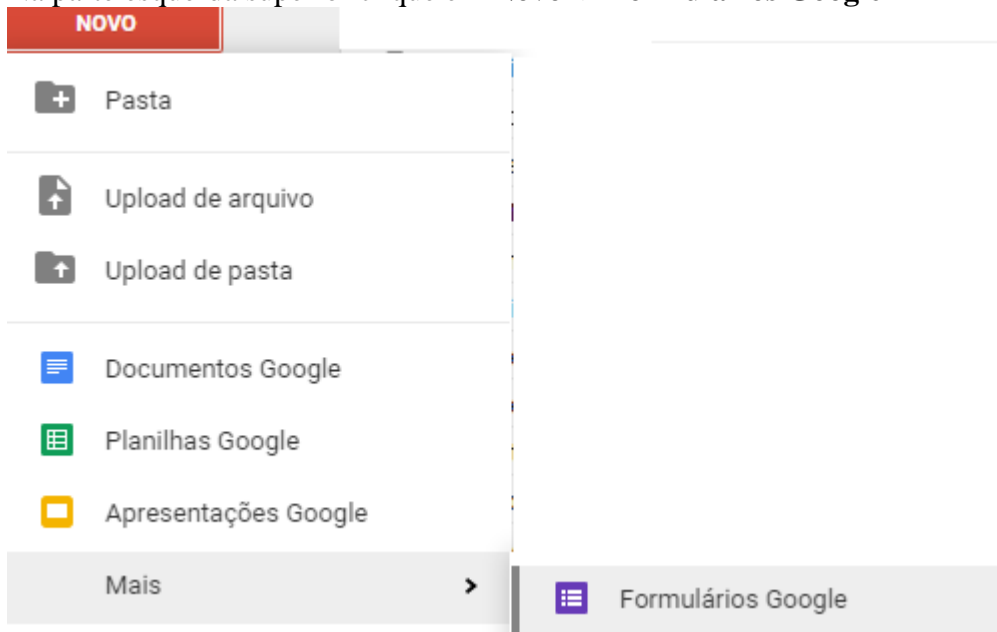 NOVO
Pasta
Upload de arquivo
Upload de pasta
Documentos Google
Planilhas Google
Apresentações Google
Mais
Formulários Google